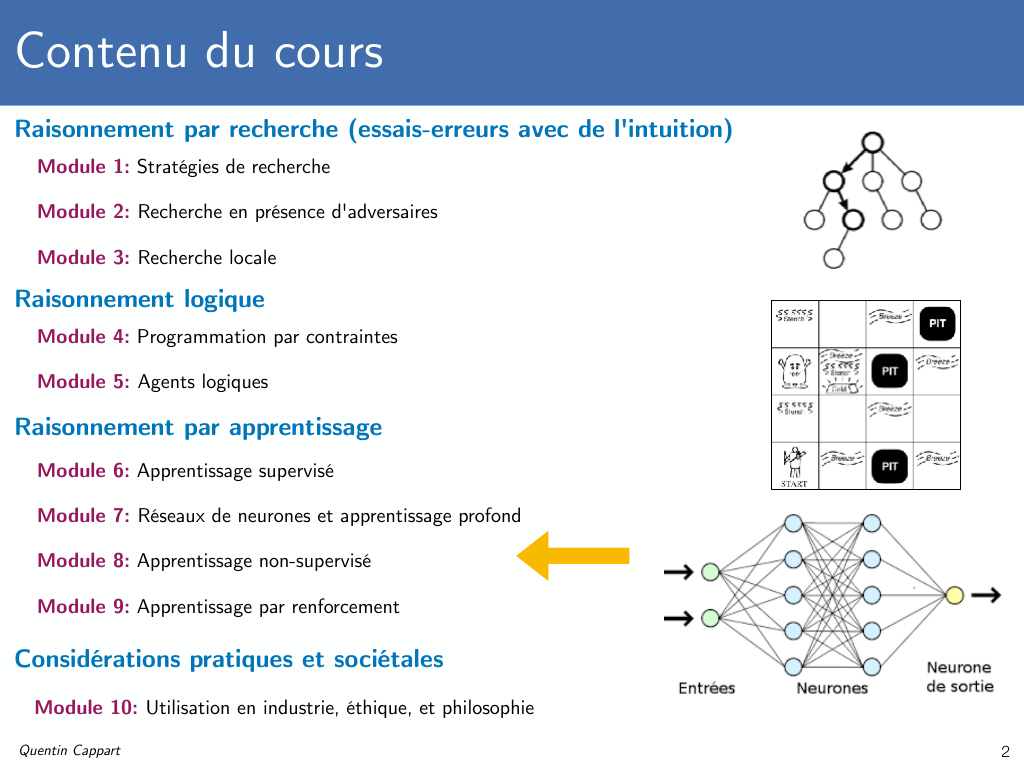 Contenu du cours
Raisonnement par recherche (essais-erreurs avec de l'intuition)
Module 1: Stratégies de recherche
Module 2: Recherche en présence d'adversaires
Module 3: Recherche locale
Raisonnement logique
Module 4: Programmation par contraintes
Module 5: Agents logiques
Raisonnement par apprentissage
Module 6: Apprentissage supervisé
Module 7: Réseaux de neurones et apprentissage profond
Module 8: Apprentissage non-supervisé
Module 9: Apprentissage par renforcement
Considérations pratiques et sociétales
Module 10: Utilisation en industrie, éthique, et philosophie
Stench
Breeze
PIT
Breeze
Stench
Gold
PIT
Breeze
Stench
Breeze
START
Breeze
PIT
Breeze
Entrées
Neurones
Neurone
de sortie
Quentin Cappart
2